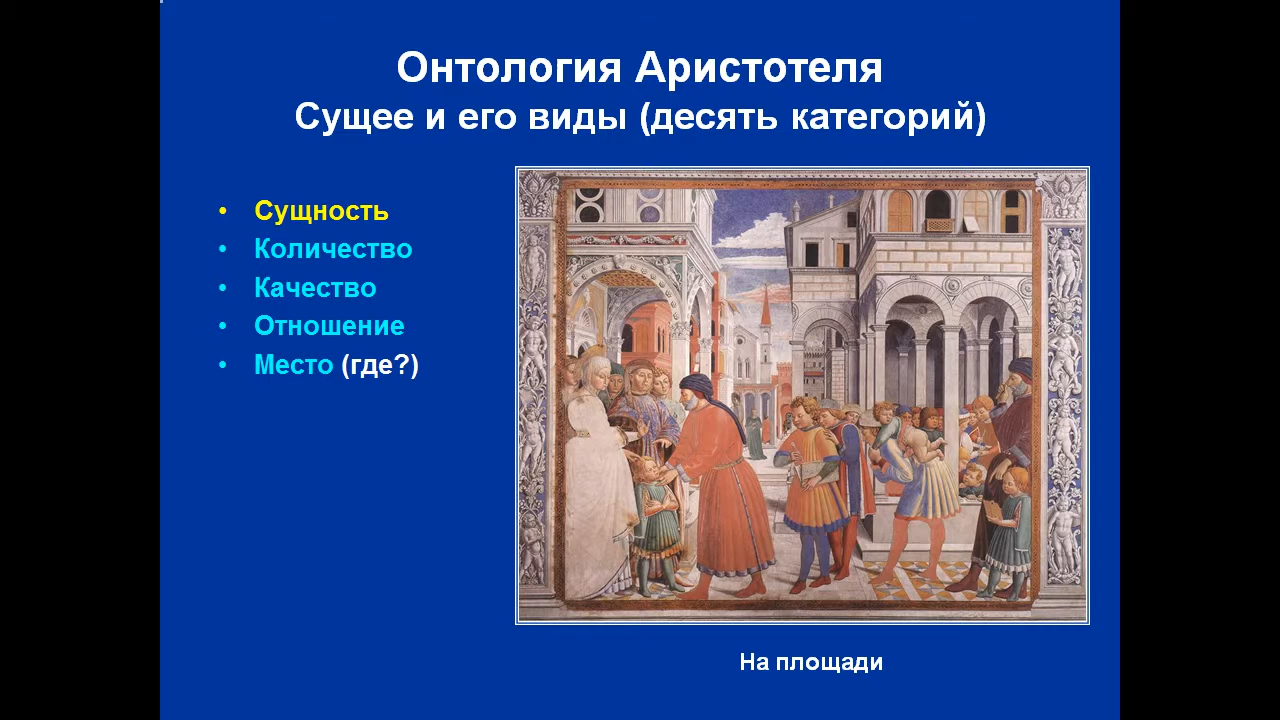 Онтология Аристотеля
Сущее и его виды (десять категорий)
• Сущность
• Количество
• Качество
• Отношение
• Место (где?)
На площади